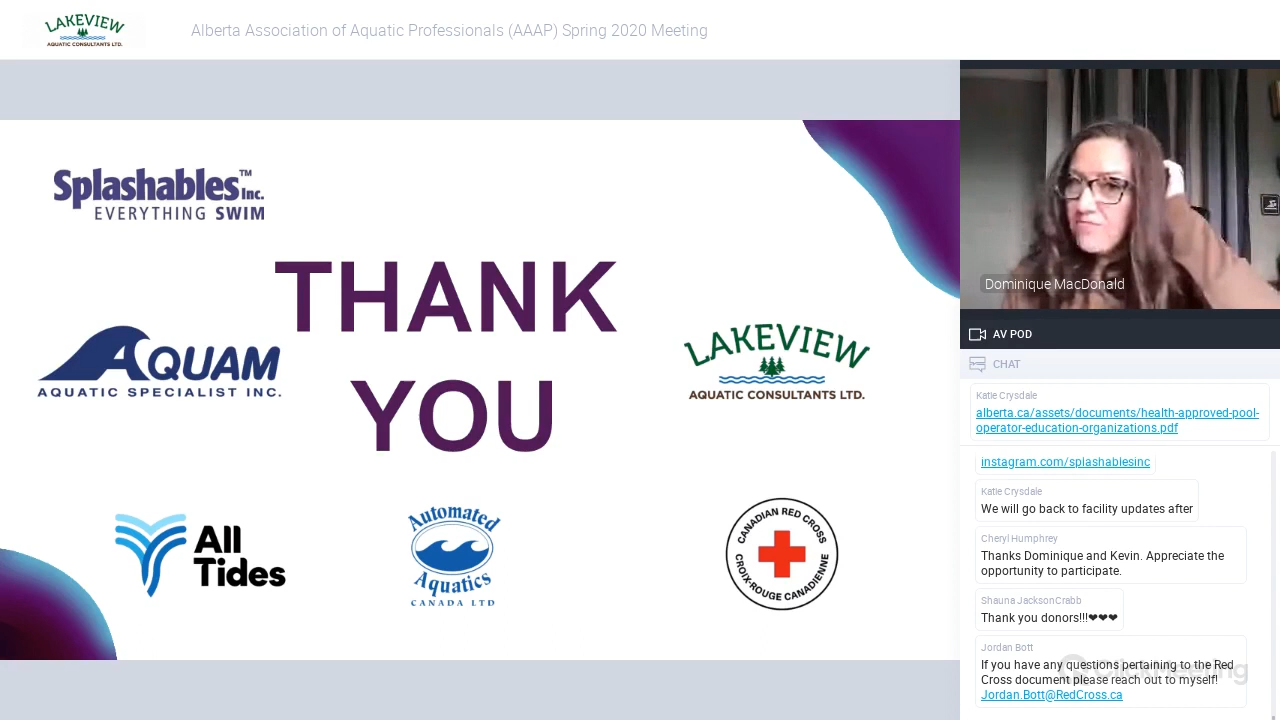 LAKEVIEW
AQUATIC CONSULTANTS LTD.
Alberta Association of Aquatic Professionals (AAAP) Spring 2020 Meeting
Splashables™ Inc.
EVERYTHING SWIM
THANK
YOU
AQUAM
AQUATIC SPECIALIST INC.
LAKEVIEW
AQUATIC CONSULTANTS LTD.
All
Tides
Automated
Aquatics
CANADA LTD
CANADIAN RED CROSS
CROIX-ROUGE CANADIENNE
Dominique MacDonald
AV POD
CHAT
Katie Crysdale
alberta.ca/assets/documents/health-approved-pool-
operator-education-organizations.pdf
instagram.com/splashablesinc
Katie Crysdale
We will go back to facility updates after
Cheryl Humphrey
Thanks Dominique and Kevin. Appreciate the
opportunity to participate.
Shauna JacksonCrabb
Thank you donors!!!❤❤❤
Jordan Bott
If you have any questions pertaining to the Red
Cross document please reach out to myself!
Jordan.Bott@RedCross.ca
ClickMeeting